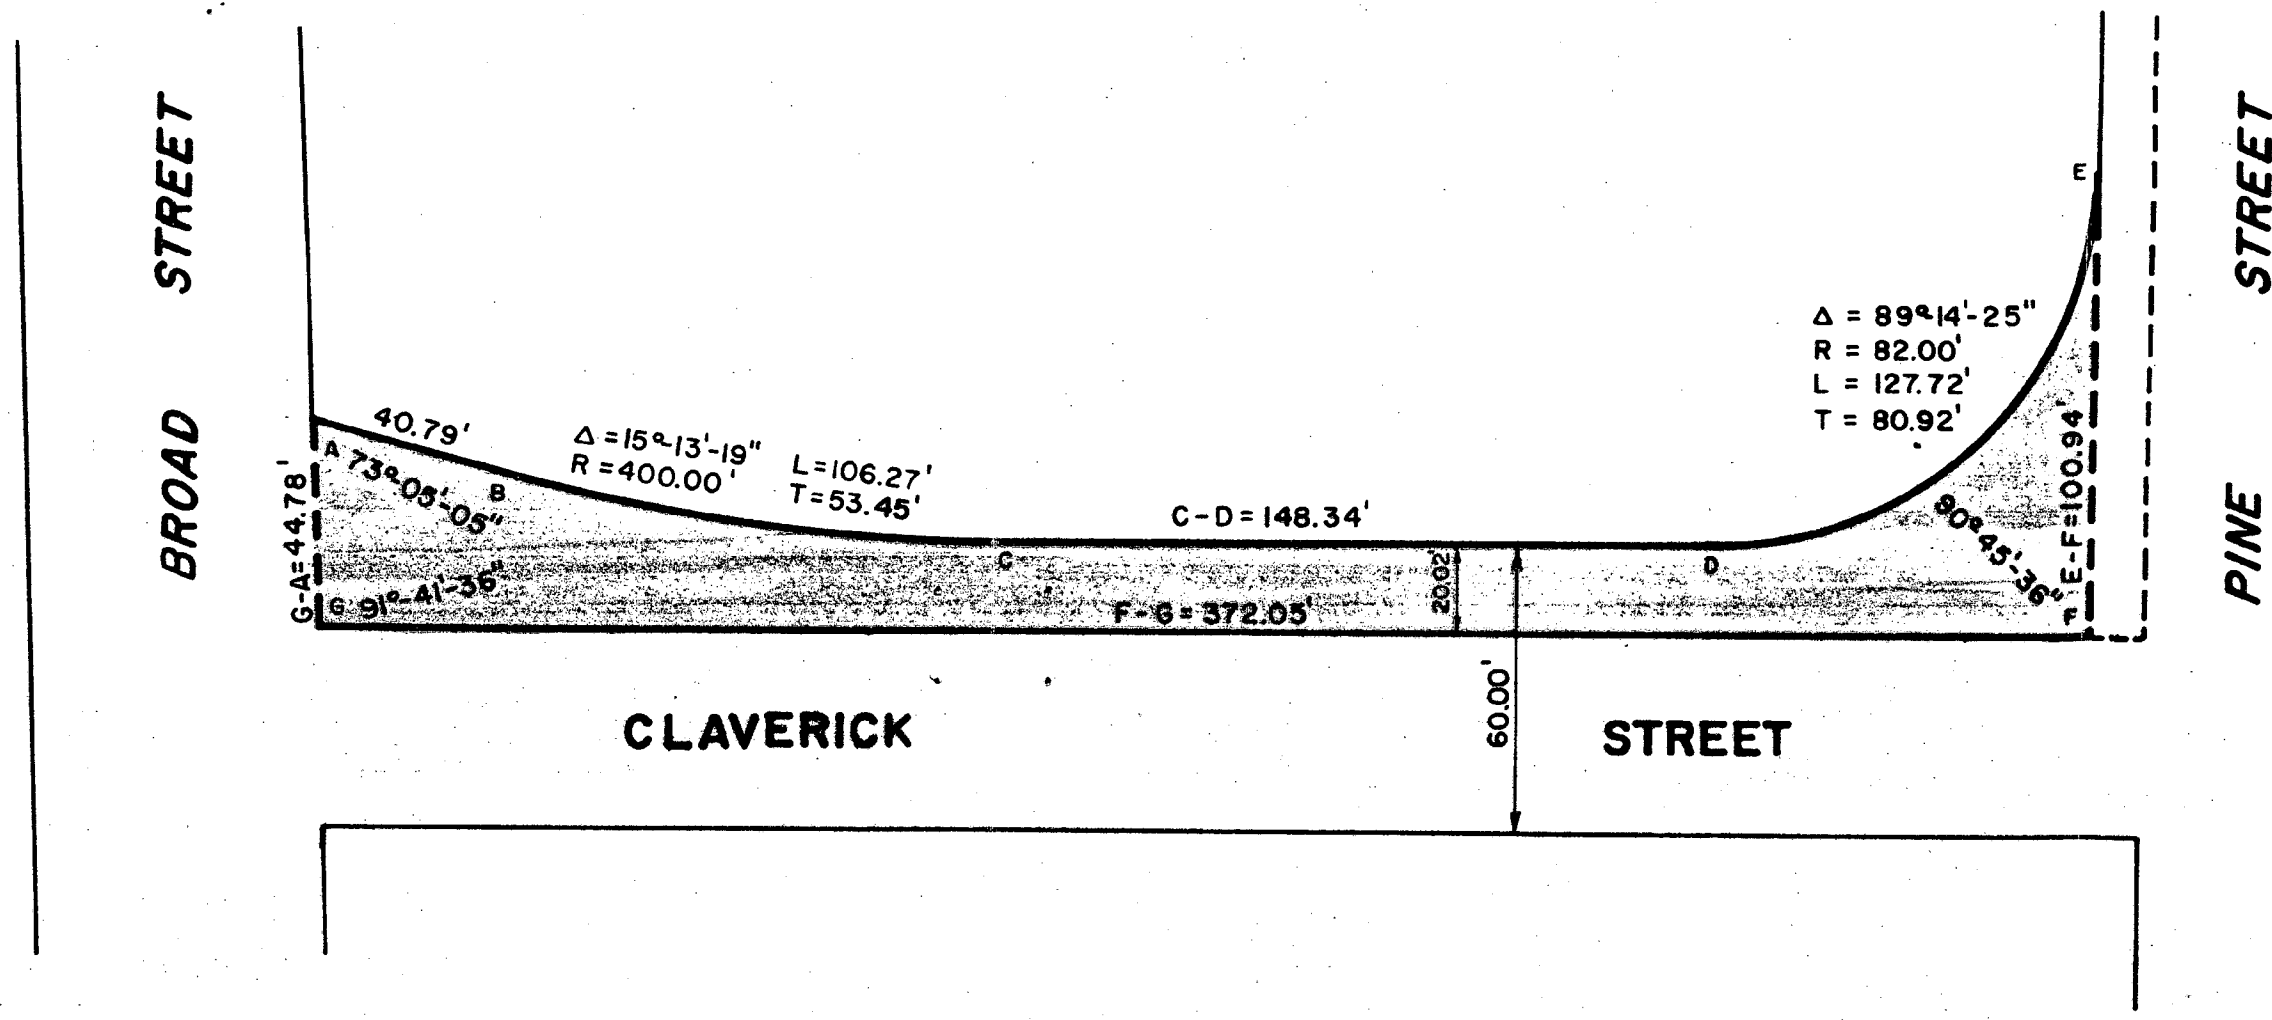 BROAD STREET
G-A=44.78'
40.79'
A 73°-05'-05"
B
G 91°-41'-36"
Δ=15°-13'-19"
R=400.00'
L=106.27'
T=53.45'
C
C-D=148.34'
F-G=372.05'
20.02'
60.00'
D
Δ = 89°-14'-25"
R = 82.00'
L = 127.72'
T = 80.92'
E
E-F=100.94'
90°-45'-36"
F
CLAVERICK STREET
PINE STREET